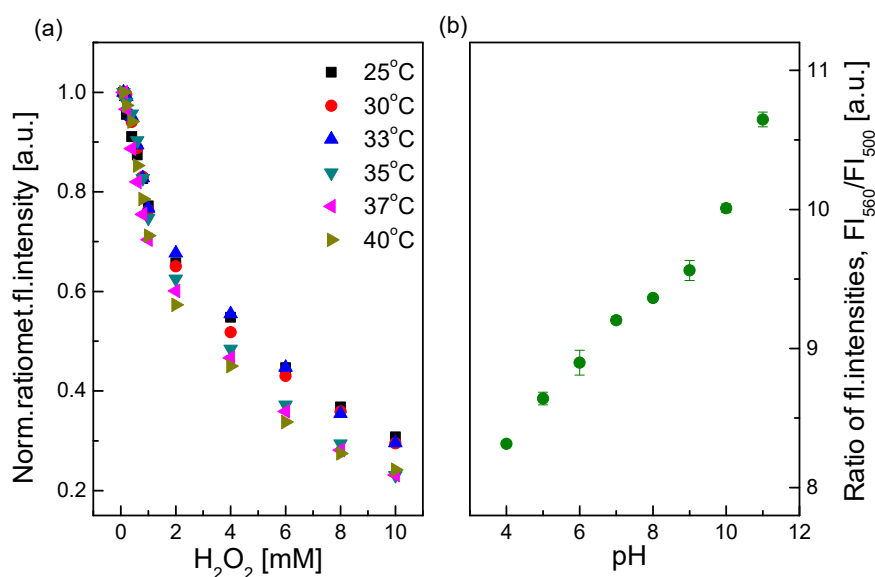 (a)
Norm.ratiomet.fl.intensity [a.u.]
1.0
0.8
0.6
0.4
0.2
25°C
30°C
33°C
35°C
37°C
40°C
0 2 4 6 8 10
H₂O₂ [mM]
(b)
11
10
9
8
Ratio of fl.intensities, FI₅₆₀/FI₅₀₀ [a.u.]
4 6 8 10 12
pH